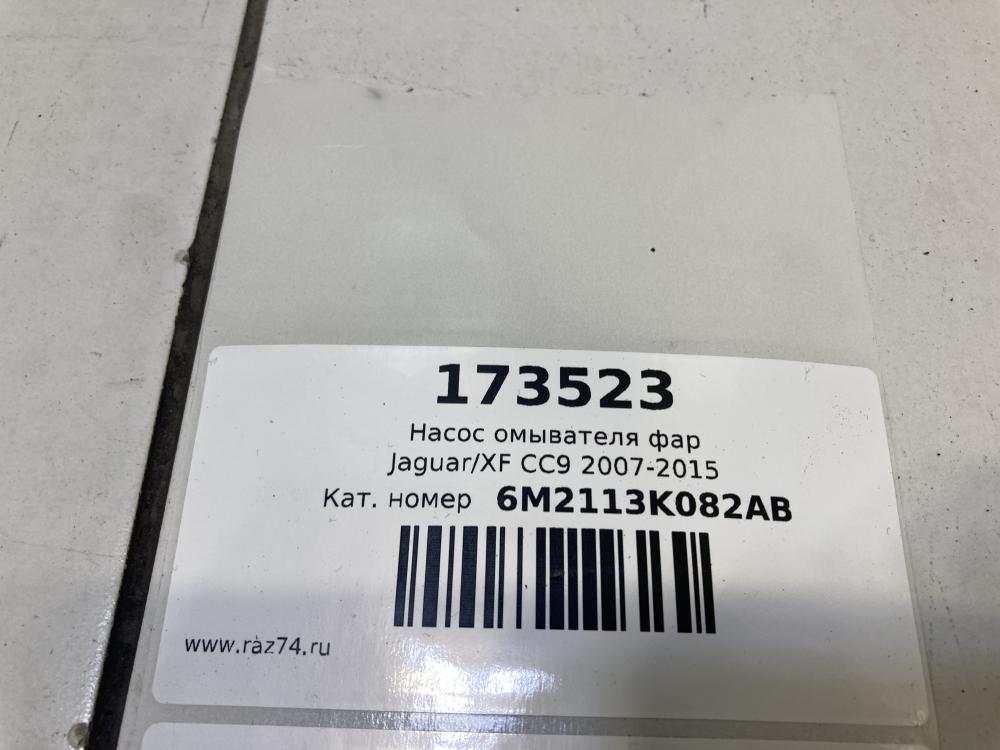 173523
Насос омывателя фар
Jaguar/XF CC9 2007-2015
Кат. номер 6M2113K082AB
www.raz74.ru